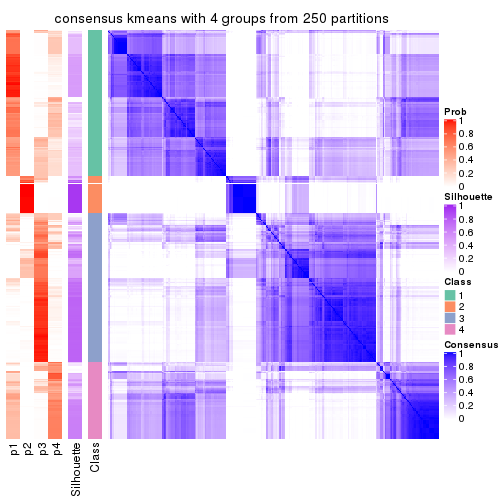 consensus kmeans with 4 groups from 250 partitions
Prob
1
0.8
0.6
0.4
0.2
0
Silhouette
1
0.8
0.6
0.4
0.2
0
Class
1
2
3
4
Consensus
1
0.8
0.6
0.4
0.2
0
p1
p2
p3
p4
Silhouette
Class